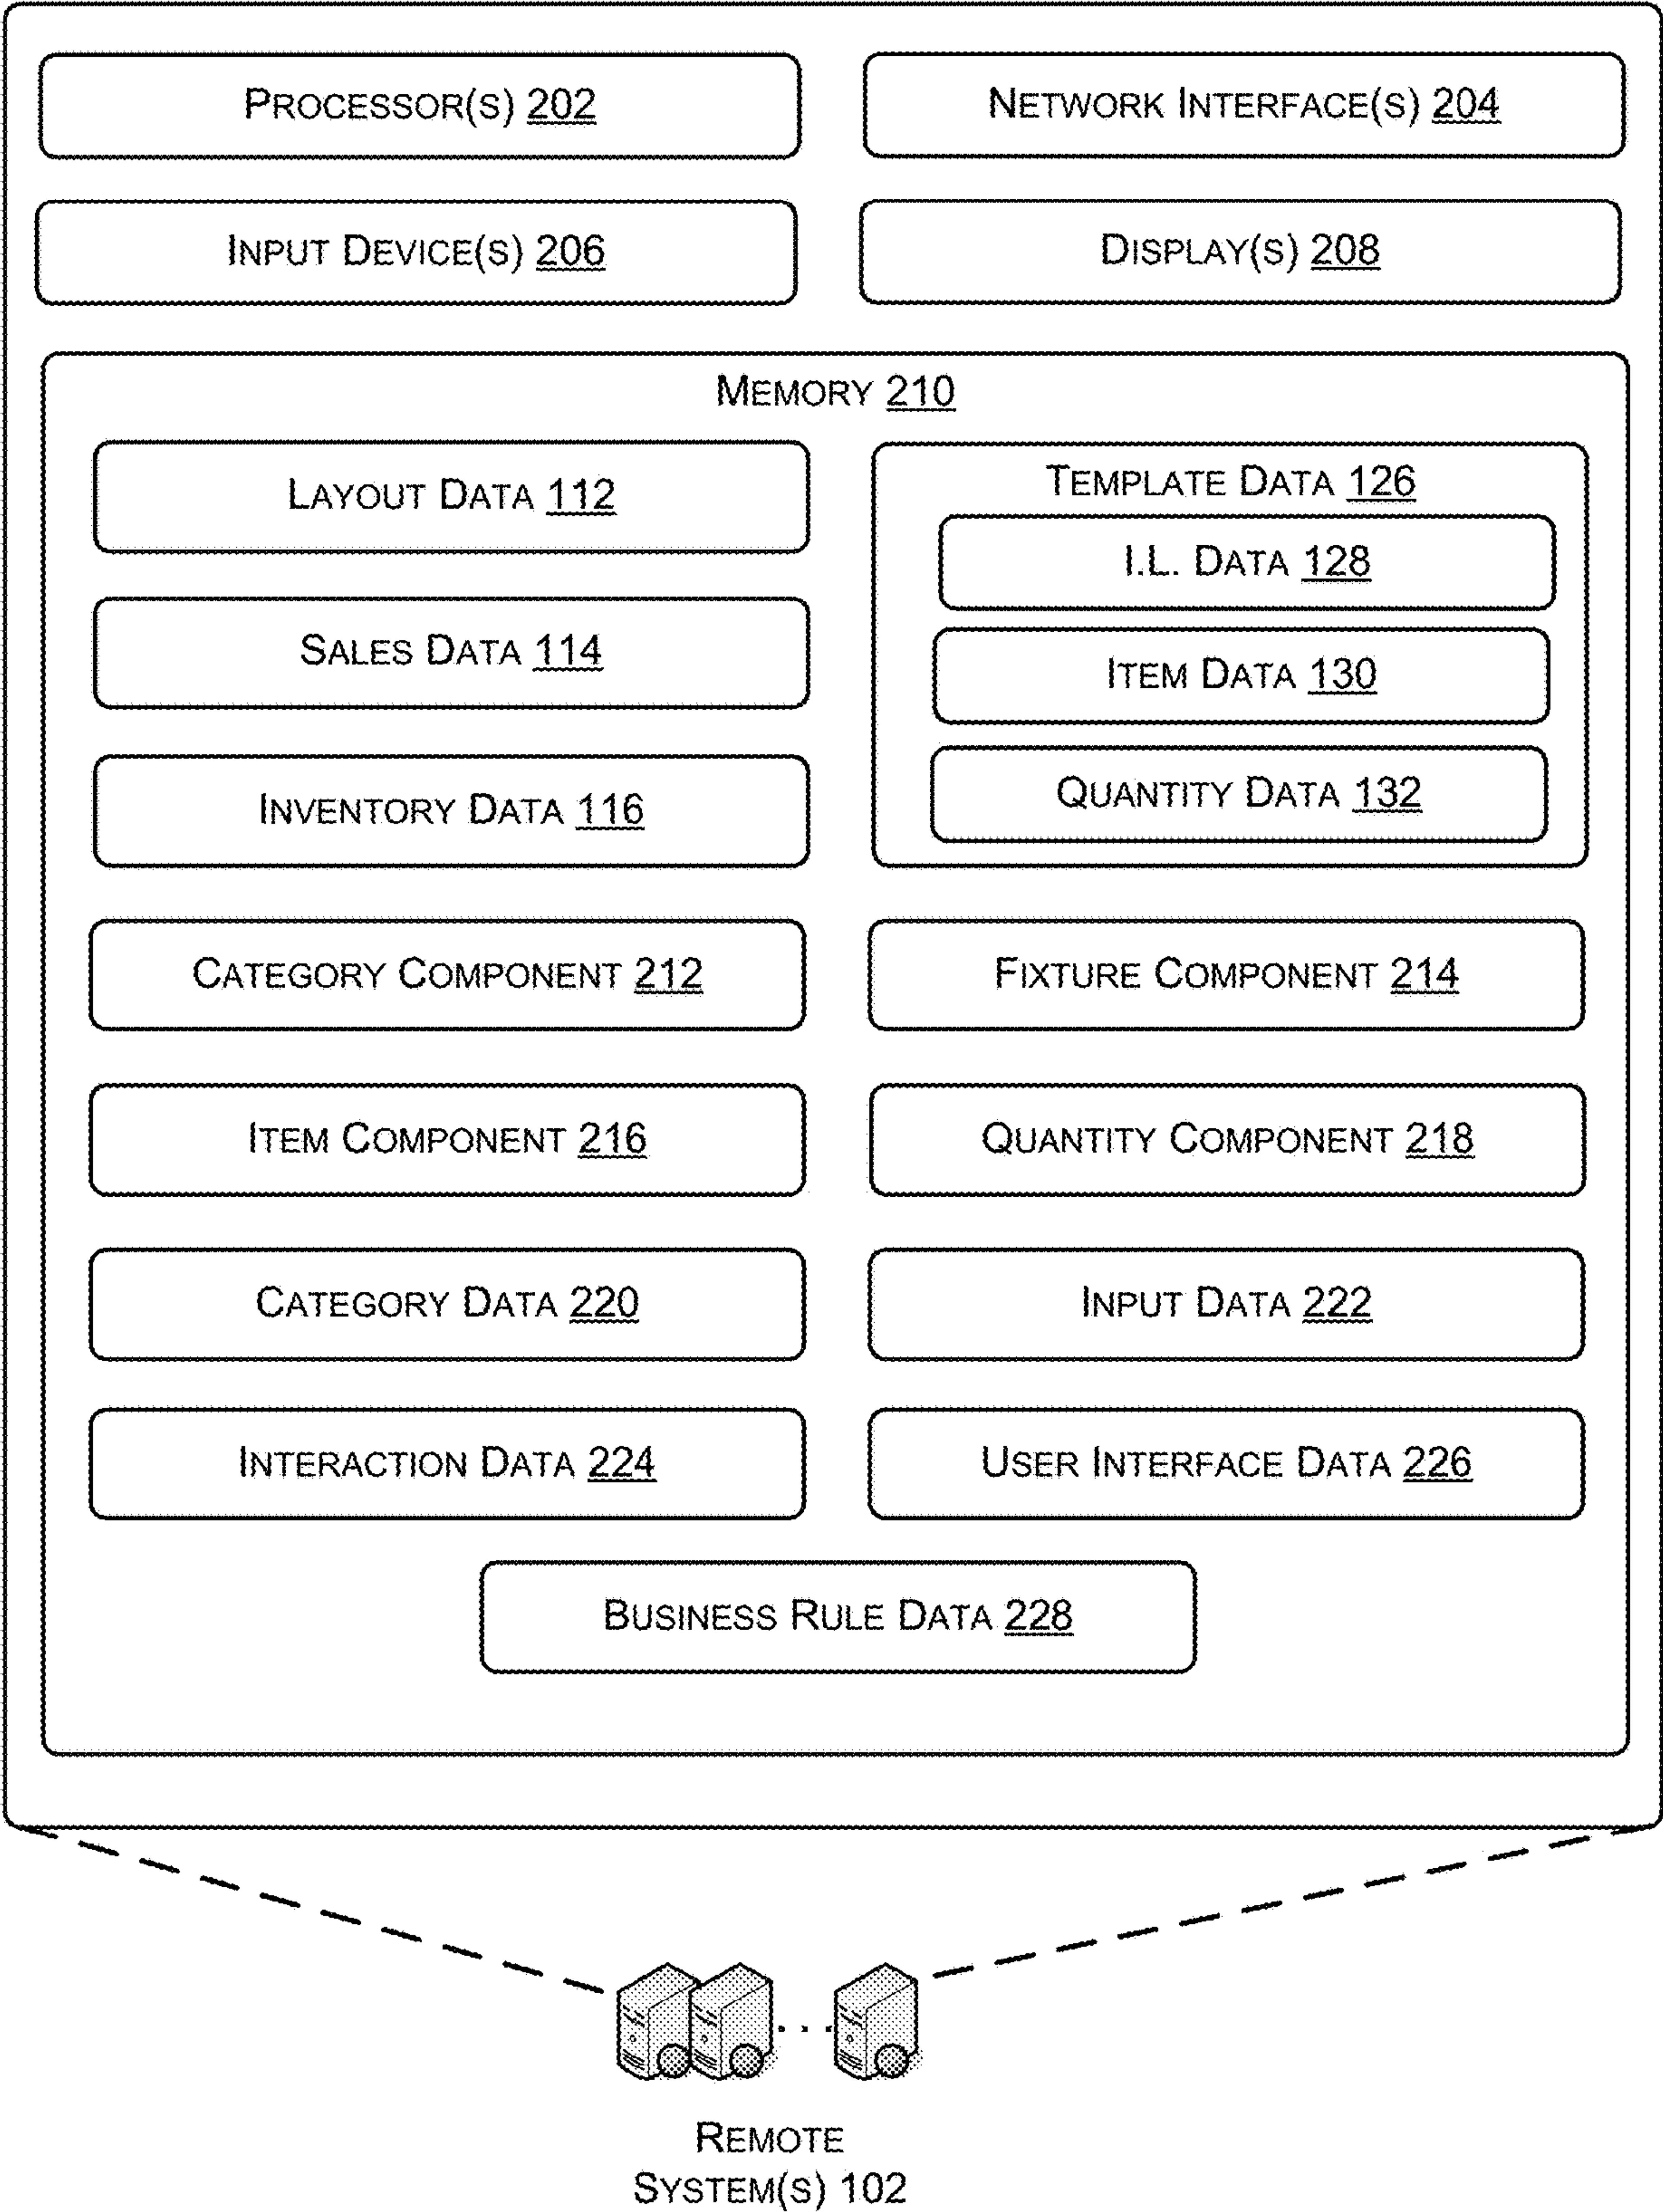 PROCESSOR(S) 202
NETWORK INTERFACE(S) 204
INPUT DEVICE(S) 206
DISPLAY(S) 208
MEMORY 210
LAYOUT DATA 112
SALES DATA 114
INVENTORY DATA 116
TEMPLATE DATA 126
I.L. DATA 128
ITEM DATA 130
QUANTITY DATA 132
CATEGORY COMPONENT 212
FIXTURE COMPONENT 214
ITEM COMPONENT 216
QUANTITY COMPONENT 218
CATEGORY DATA 220
INPUT DATA 222
INTERACTION DATA 224
USER INTERFACE DATA 226
BUSINESS RULE DATA 228
REMOTE
SYSTEM(S) 102